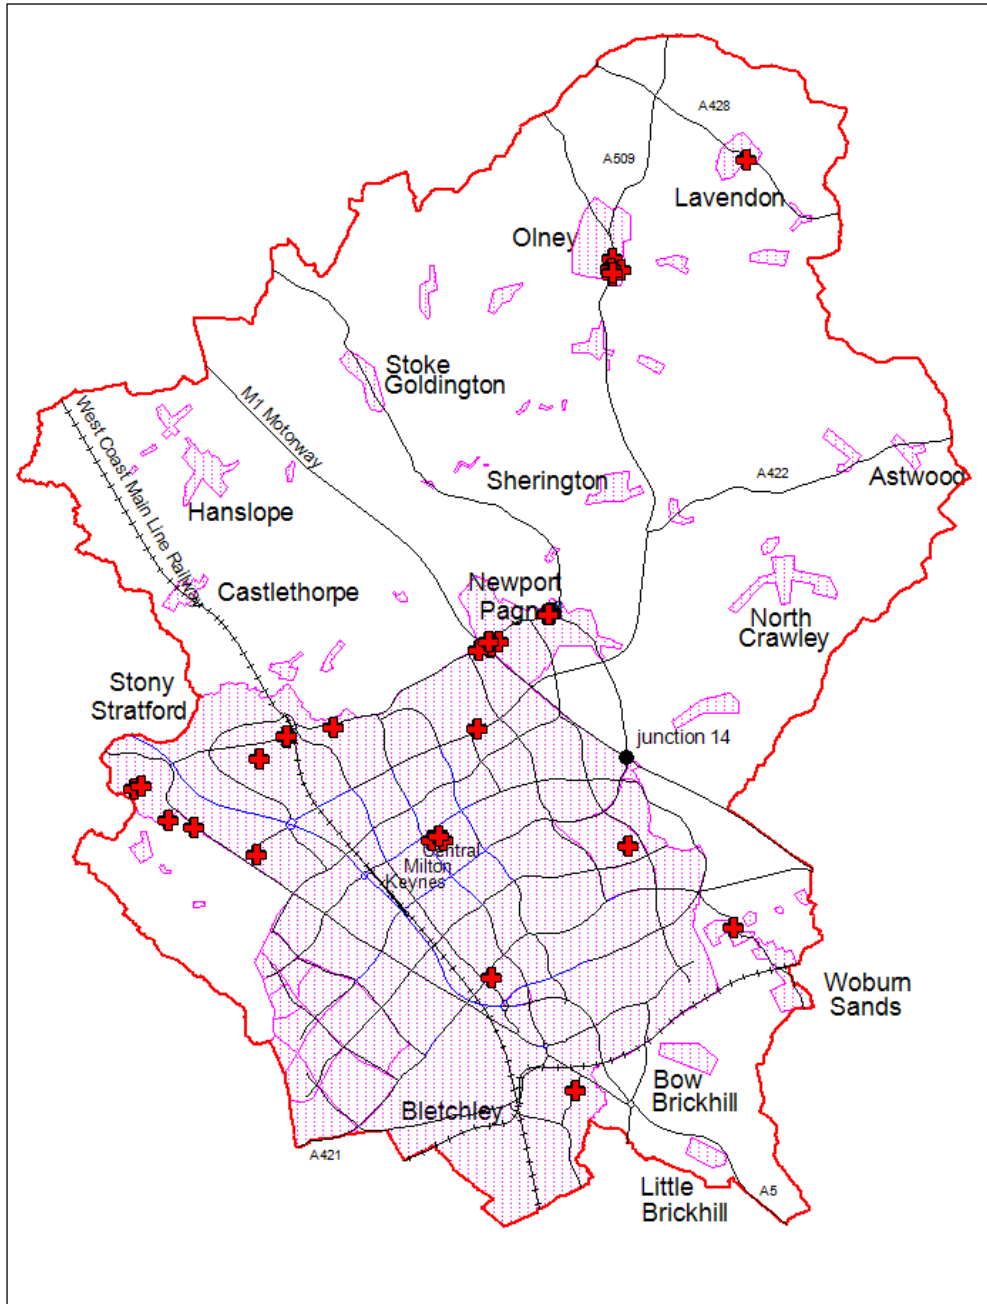 A428
A509
Lavendon
Olney
Stoke
Goldington
M1 Motorway
West Coast Main Line Railway
A422
Astwood
Sherington
Hanslope
Castlethorpe
Newport
North
Crawley
Stony
Stratford
junction 14
Central
Milton
Keynes
Woburn
Sands
Bow
Brickhill
Bletchley
A421
Little
Brickhill
A5